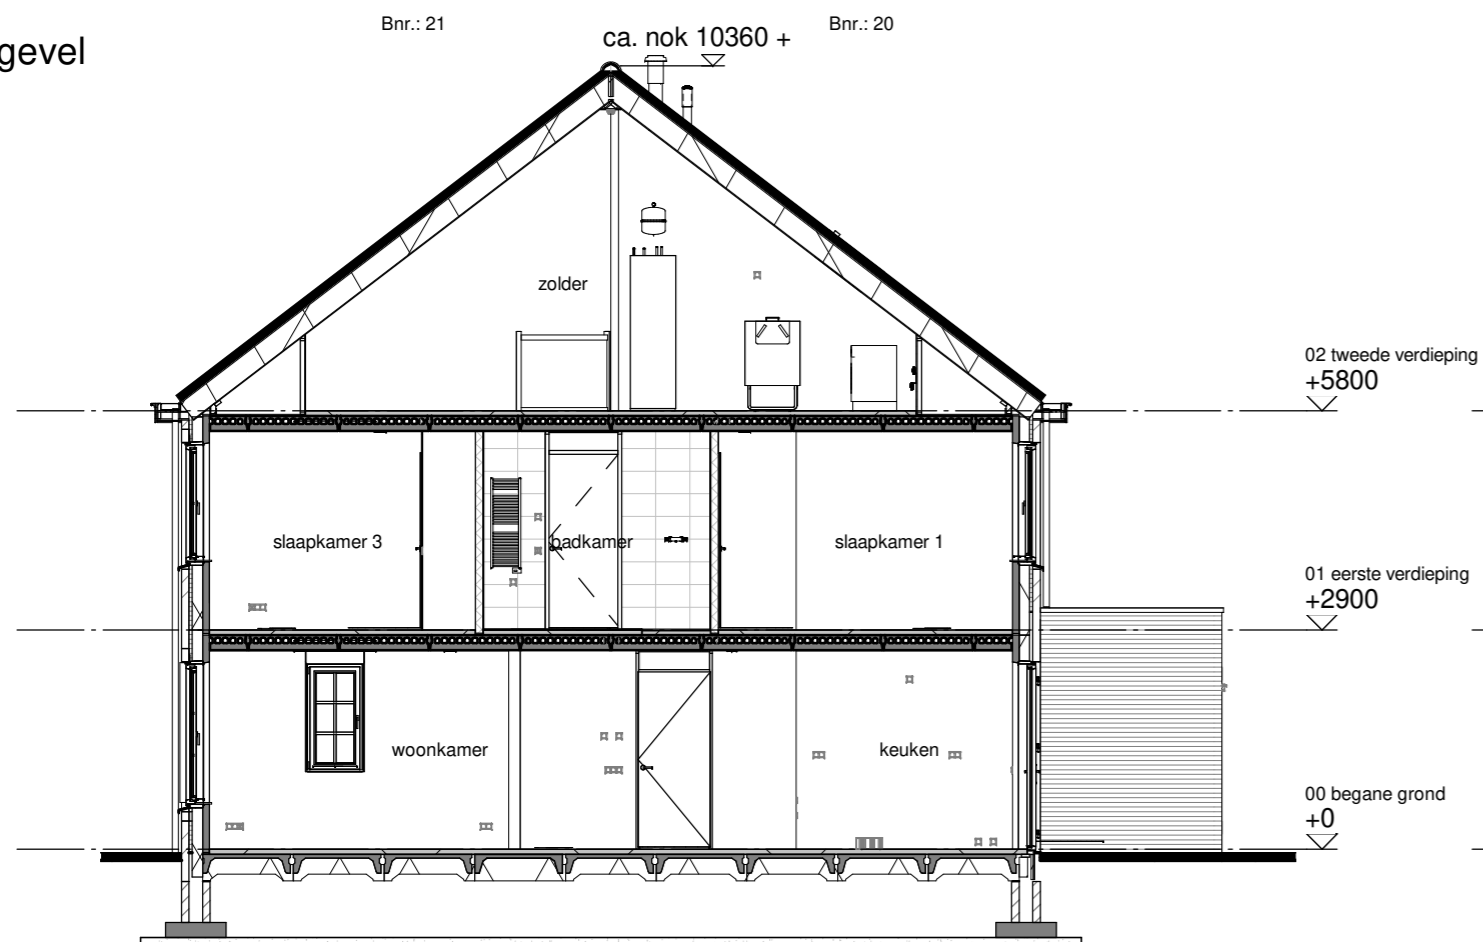 Bnr.: 21
Bnr.: 20
gevel
ca. nok 10360 +
zolder
02 tweede verdieping
+5800
slaapkamer 3
badkamer
slaapkamer 1
01 eerste verdieping
+2900
woonkamer
keuken
00 begane grond
+0